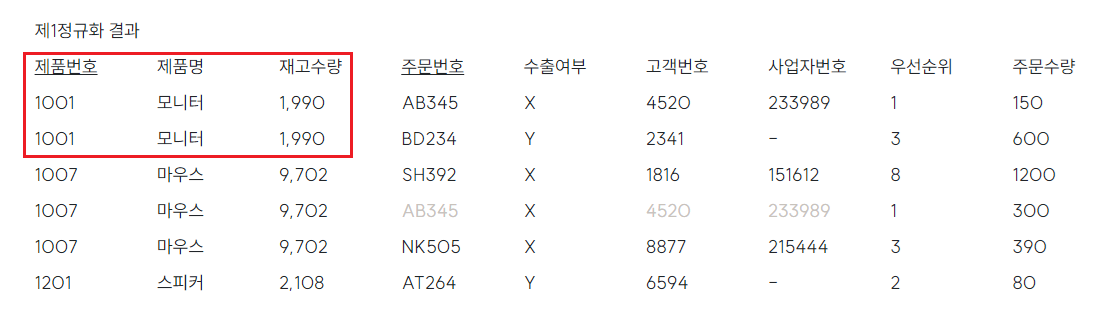 제1정규화 결과
제품번호 제품명 재고수량 주문번호 수출여부 고객번호 사업자번호 우선순위 주문수량
1001 모니터 1,990 AB345 X 4520 233989 1 150
1001 모니터 1,990 BD234 Y 2341 – 3 600
1007 마우스 9,702 SH392 X 1816 151612 8 1200
1007 마우스 9,702 AB345 X 4520 233989 1 300
1007 마우스 9,702 NK505 X 8877 215444 3 390
1201 스피커 2,108 AT264 Y 6594 – 2 80